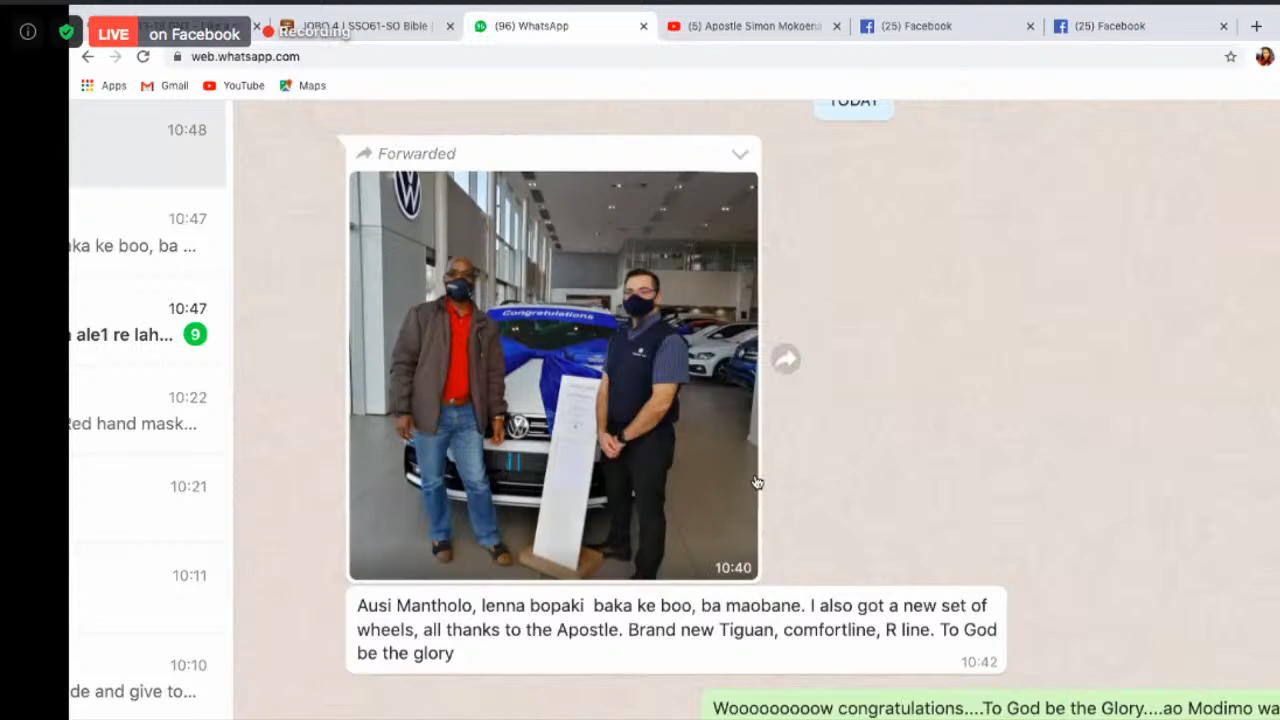 LIVE on Facebook
Recording
JOBO 4 | SSO61-SO Bible |
(96) WhatsApp
(5) Apostle Simon Mokoena
(25) Facebook
(25) Facebook
web.whatsapp.com
Apps
Gmail
YouTube
Maps
TODAY
10:48
10:47
ka ke boo, ba ...
10:47
ale1 re lah...
9
10:22
Red hand mask...
10:21
10:11
10:10
de and give to...
Forwarded
Congratulations
10:40
Ausi Mantholo, lenna bopaki baka ke boo, ba maobane. I also got a new set of
wheels, all thanks to the Apostle. Brand new Tiguan, comfortline, R line. To God
be the glory
10:42
Wooooooooow congratulations....To God be the Glory....ao Modimo wa